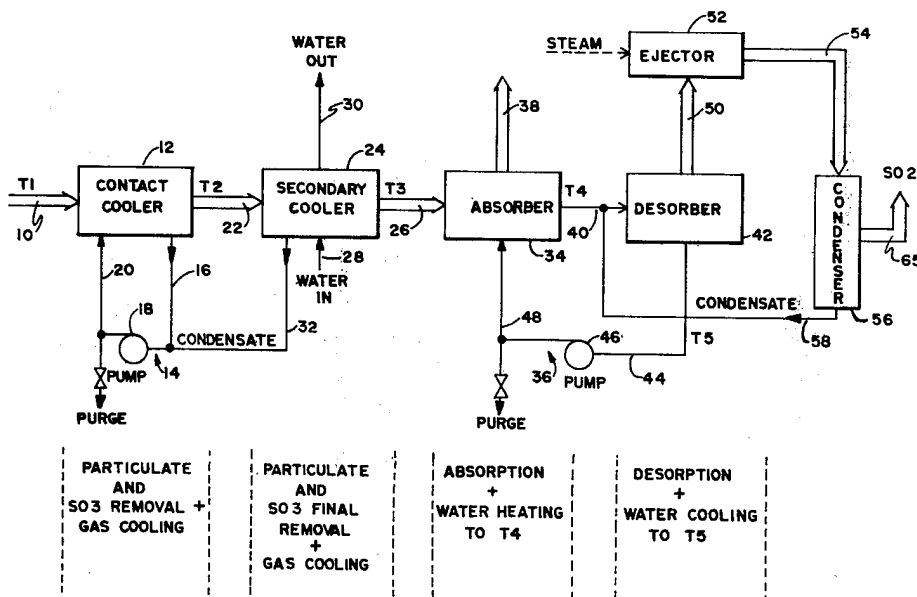 52
54
STEAM
EJECTOR
WATER
OUT
30
38
50
12
24
SO2
T1
CONTACT
COOLER
T2
SECONDARY
COOLER
T3
ABSORBER
T4
DESORBER
CONDENSER
10
22
26
40
42
34
65
20
16
28
WATER
IN
18
CONDENSATE
32
48
46
T5
CONDENSATE
58
56
PUMP
14
36
PUMP
44
PURGE
PURGE
PARTICULATE
AND
SO3 REMOVAL +
GAS COOLING
PARTICULATE
AND
SO3 FINAL
REMOVAL
+
GAS COOLING
ABSORPTION
+
WATER HEATING
TO T4
DESORPTION
+
WATER COOLING
TO T5